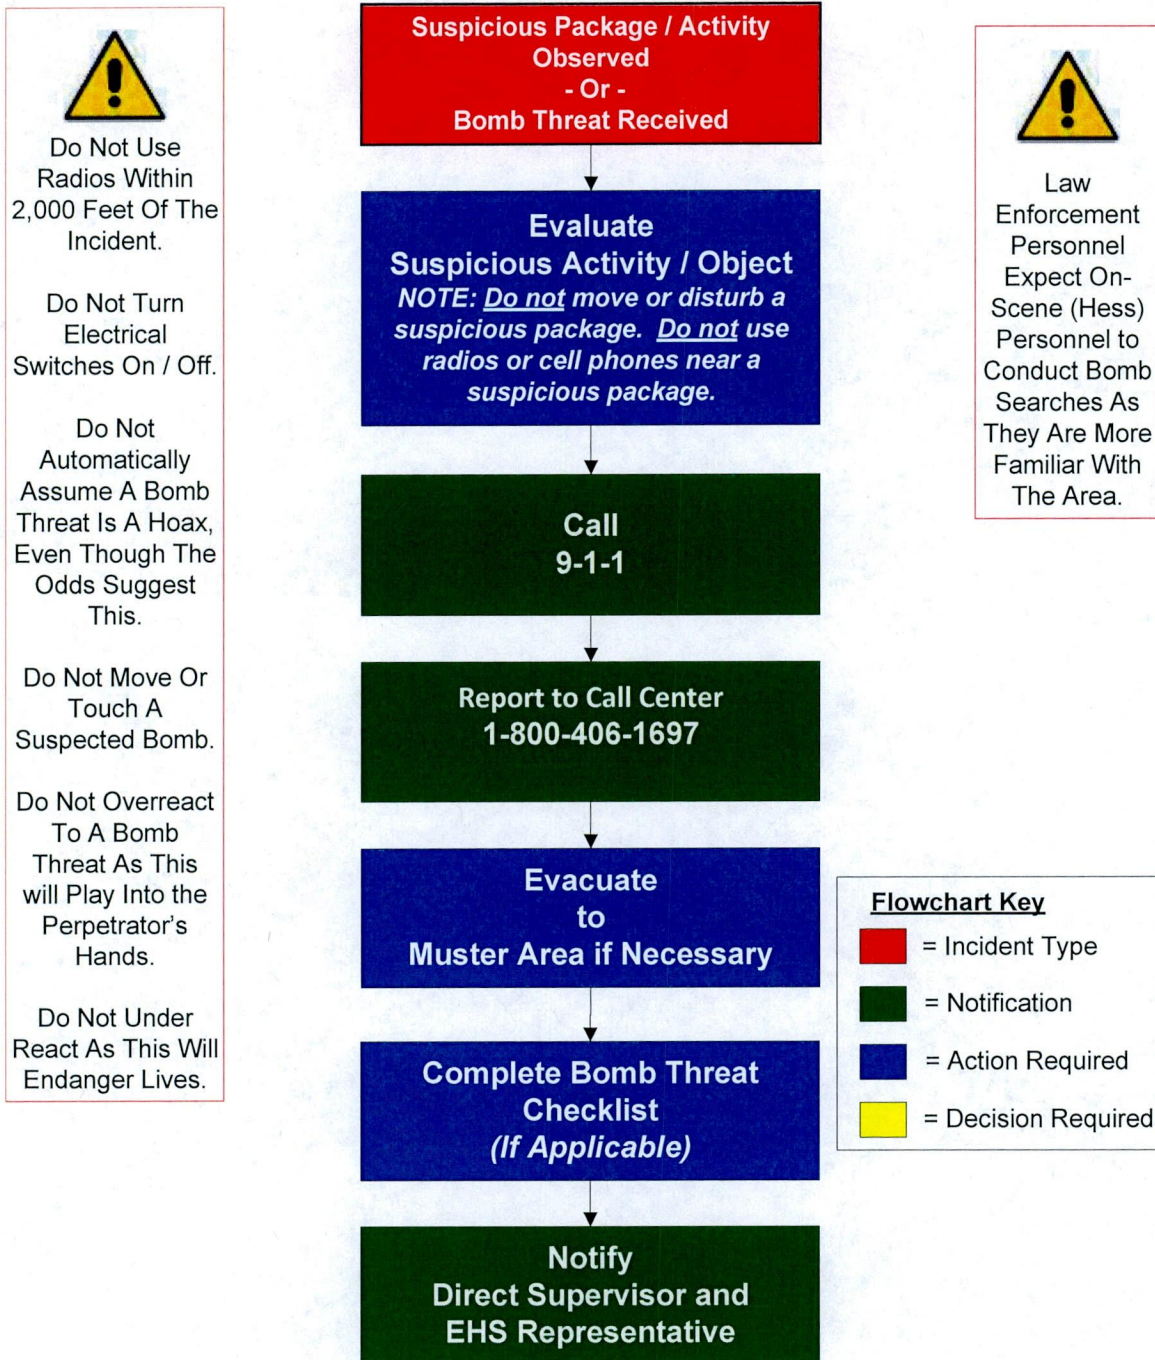 Do Not Use
Radios Within
2,000 Feet Of The
Incident.
Do Not Turn
Electrical
Switches On / Off.
Do Not
Automatically
Assume A Bomb
Threat Is A Hoax,
Even Though The
Odds Suggest
This.
Do Not Move Or
Touch A
Suspected Bomb.
Do Not Overreact
To A Bomb
Threat As This
will Play Into the
Perpetrator's
Hands.
Do Not Under
React As This Will
Endanger Lives.
Suspicious Package / Activity
Observed
- Or -
Bomb Threat Received
Evaluate
Suspicious Activity / Object
NOTE: Do not move or disturb a
suspicious package. Do not use
radios or cell phones near a
suspicious package.
Call
9-1-1
Report to Call Center
1-800-406-1697
Evacuate
to
Muster Area if Necessary
Complete Bomb Threat
Checklist
(If Applicable)
Notify
Direct Supervisor and
EHS Representative
Law
Enforcement
Personnel
Expect On-
Scene (Hess)
Personnel to
Conduct Bomb
Searches As
They Are More
Familiar With
The Area.
Flowchart Key
= Incident Type
= Notification
= Action Required
= Decision Required